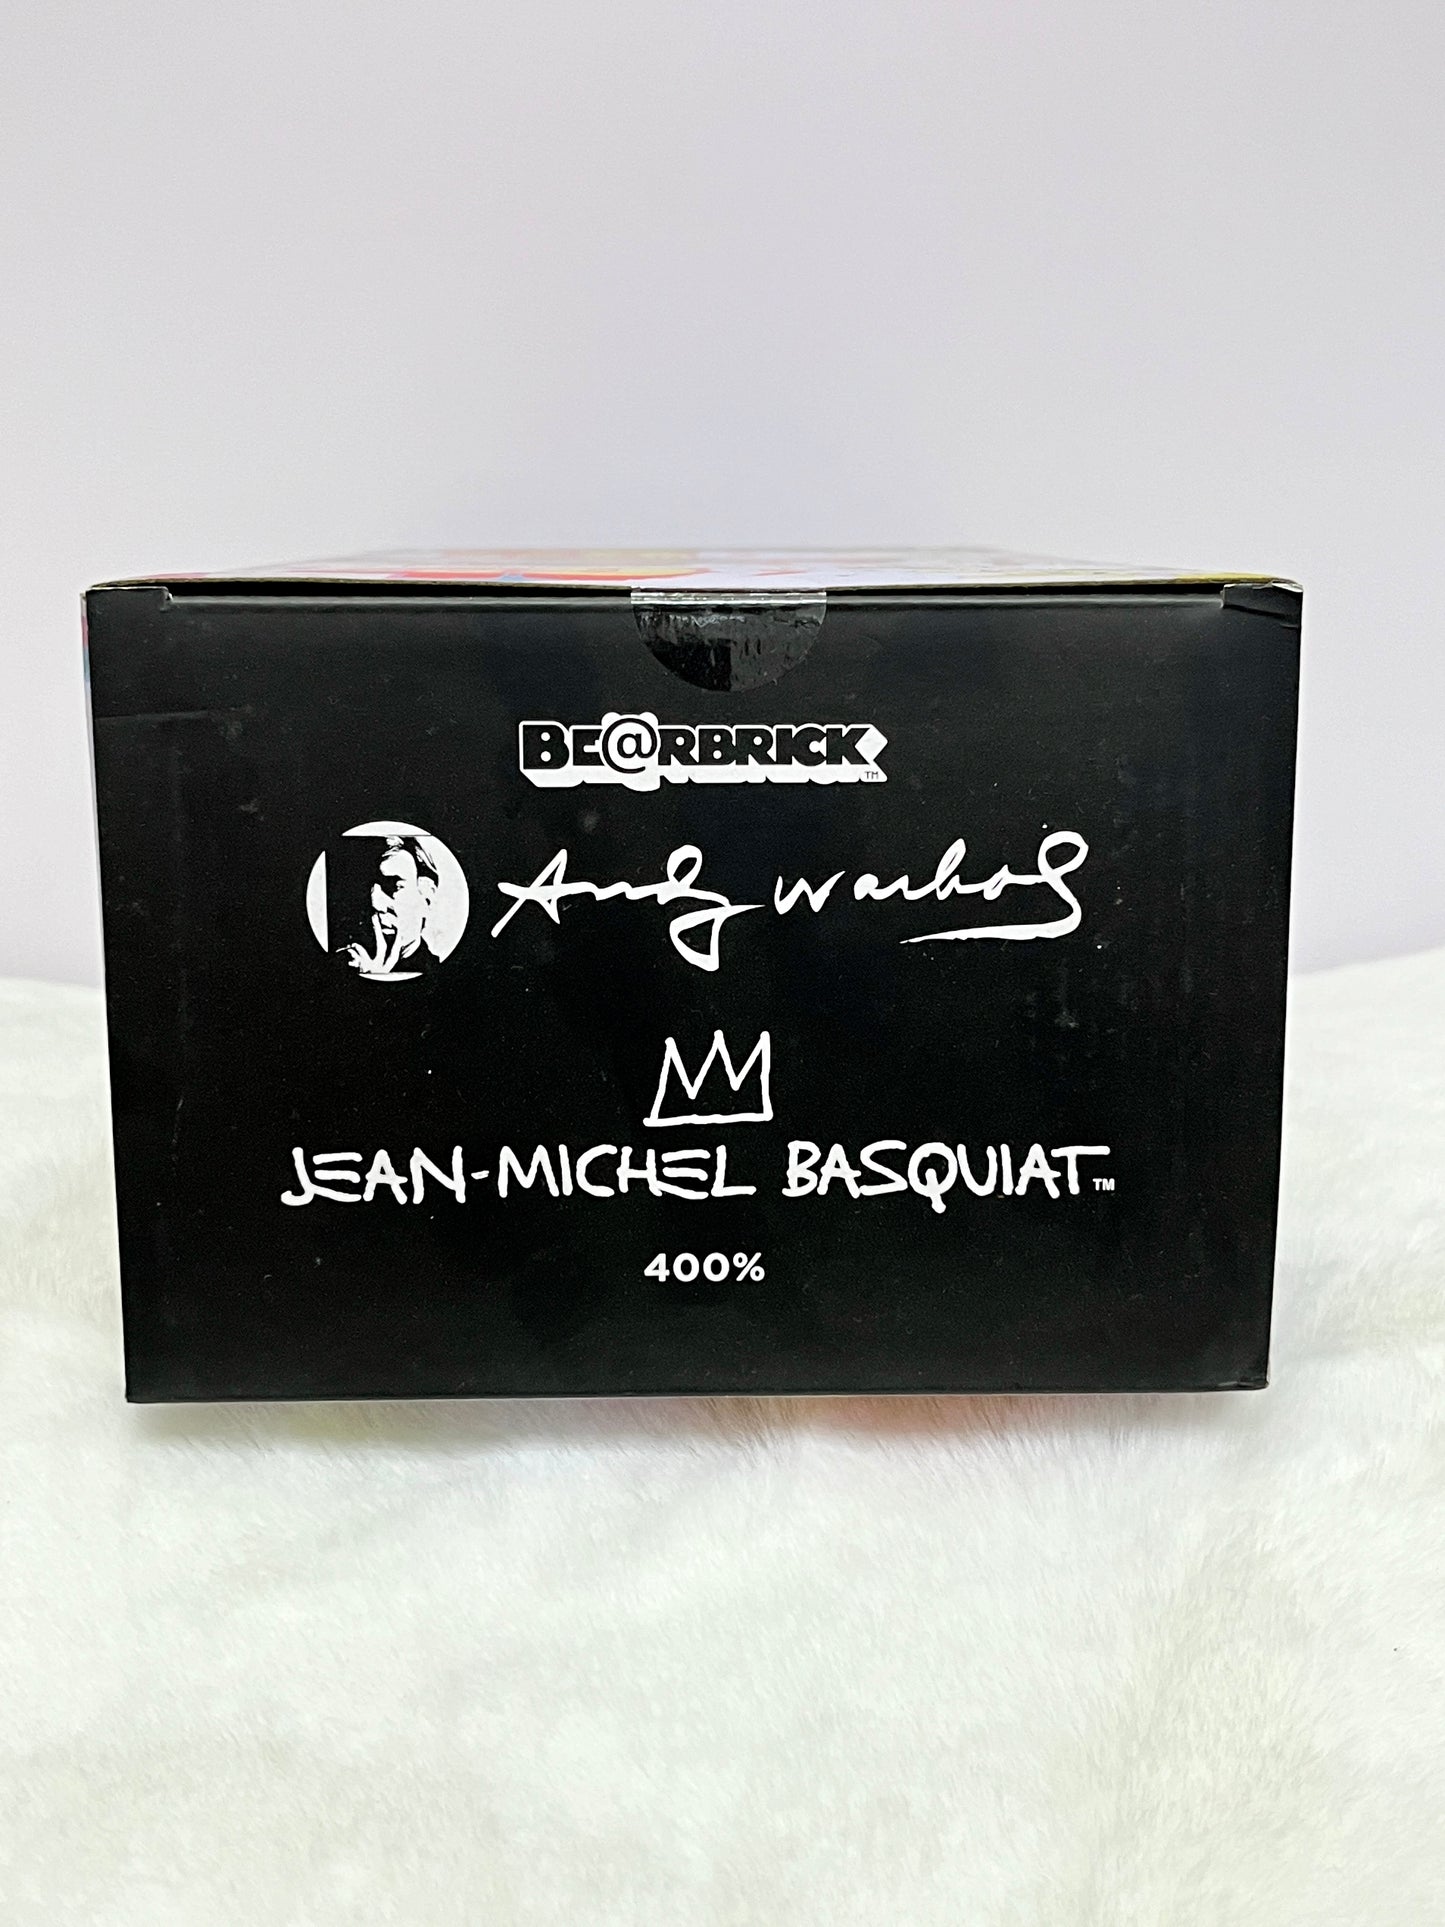 BE@RBRICK™
Andy Warhol
JEAN-MICHEL BASQUIAT™
400%